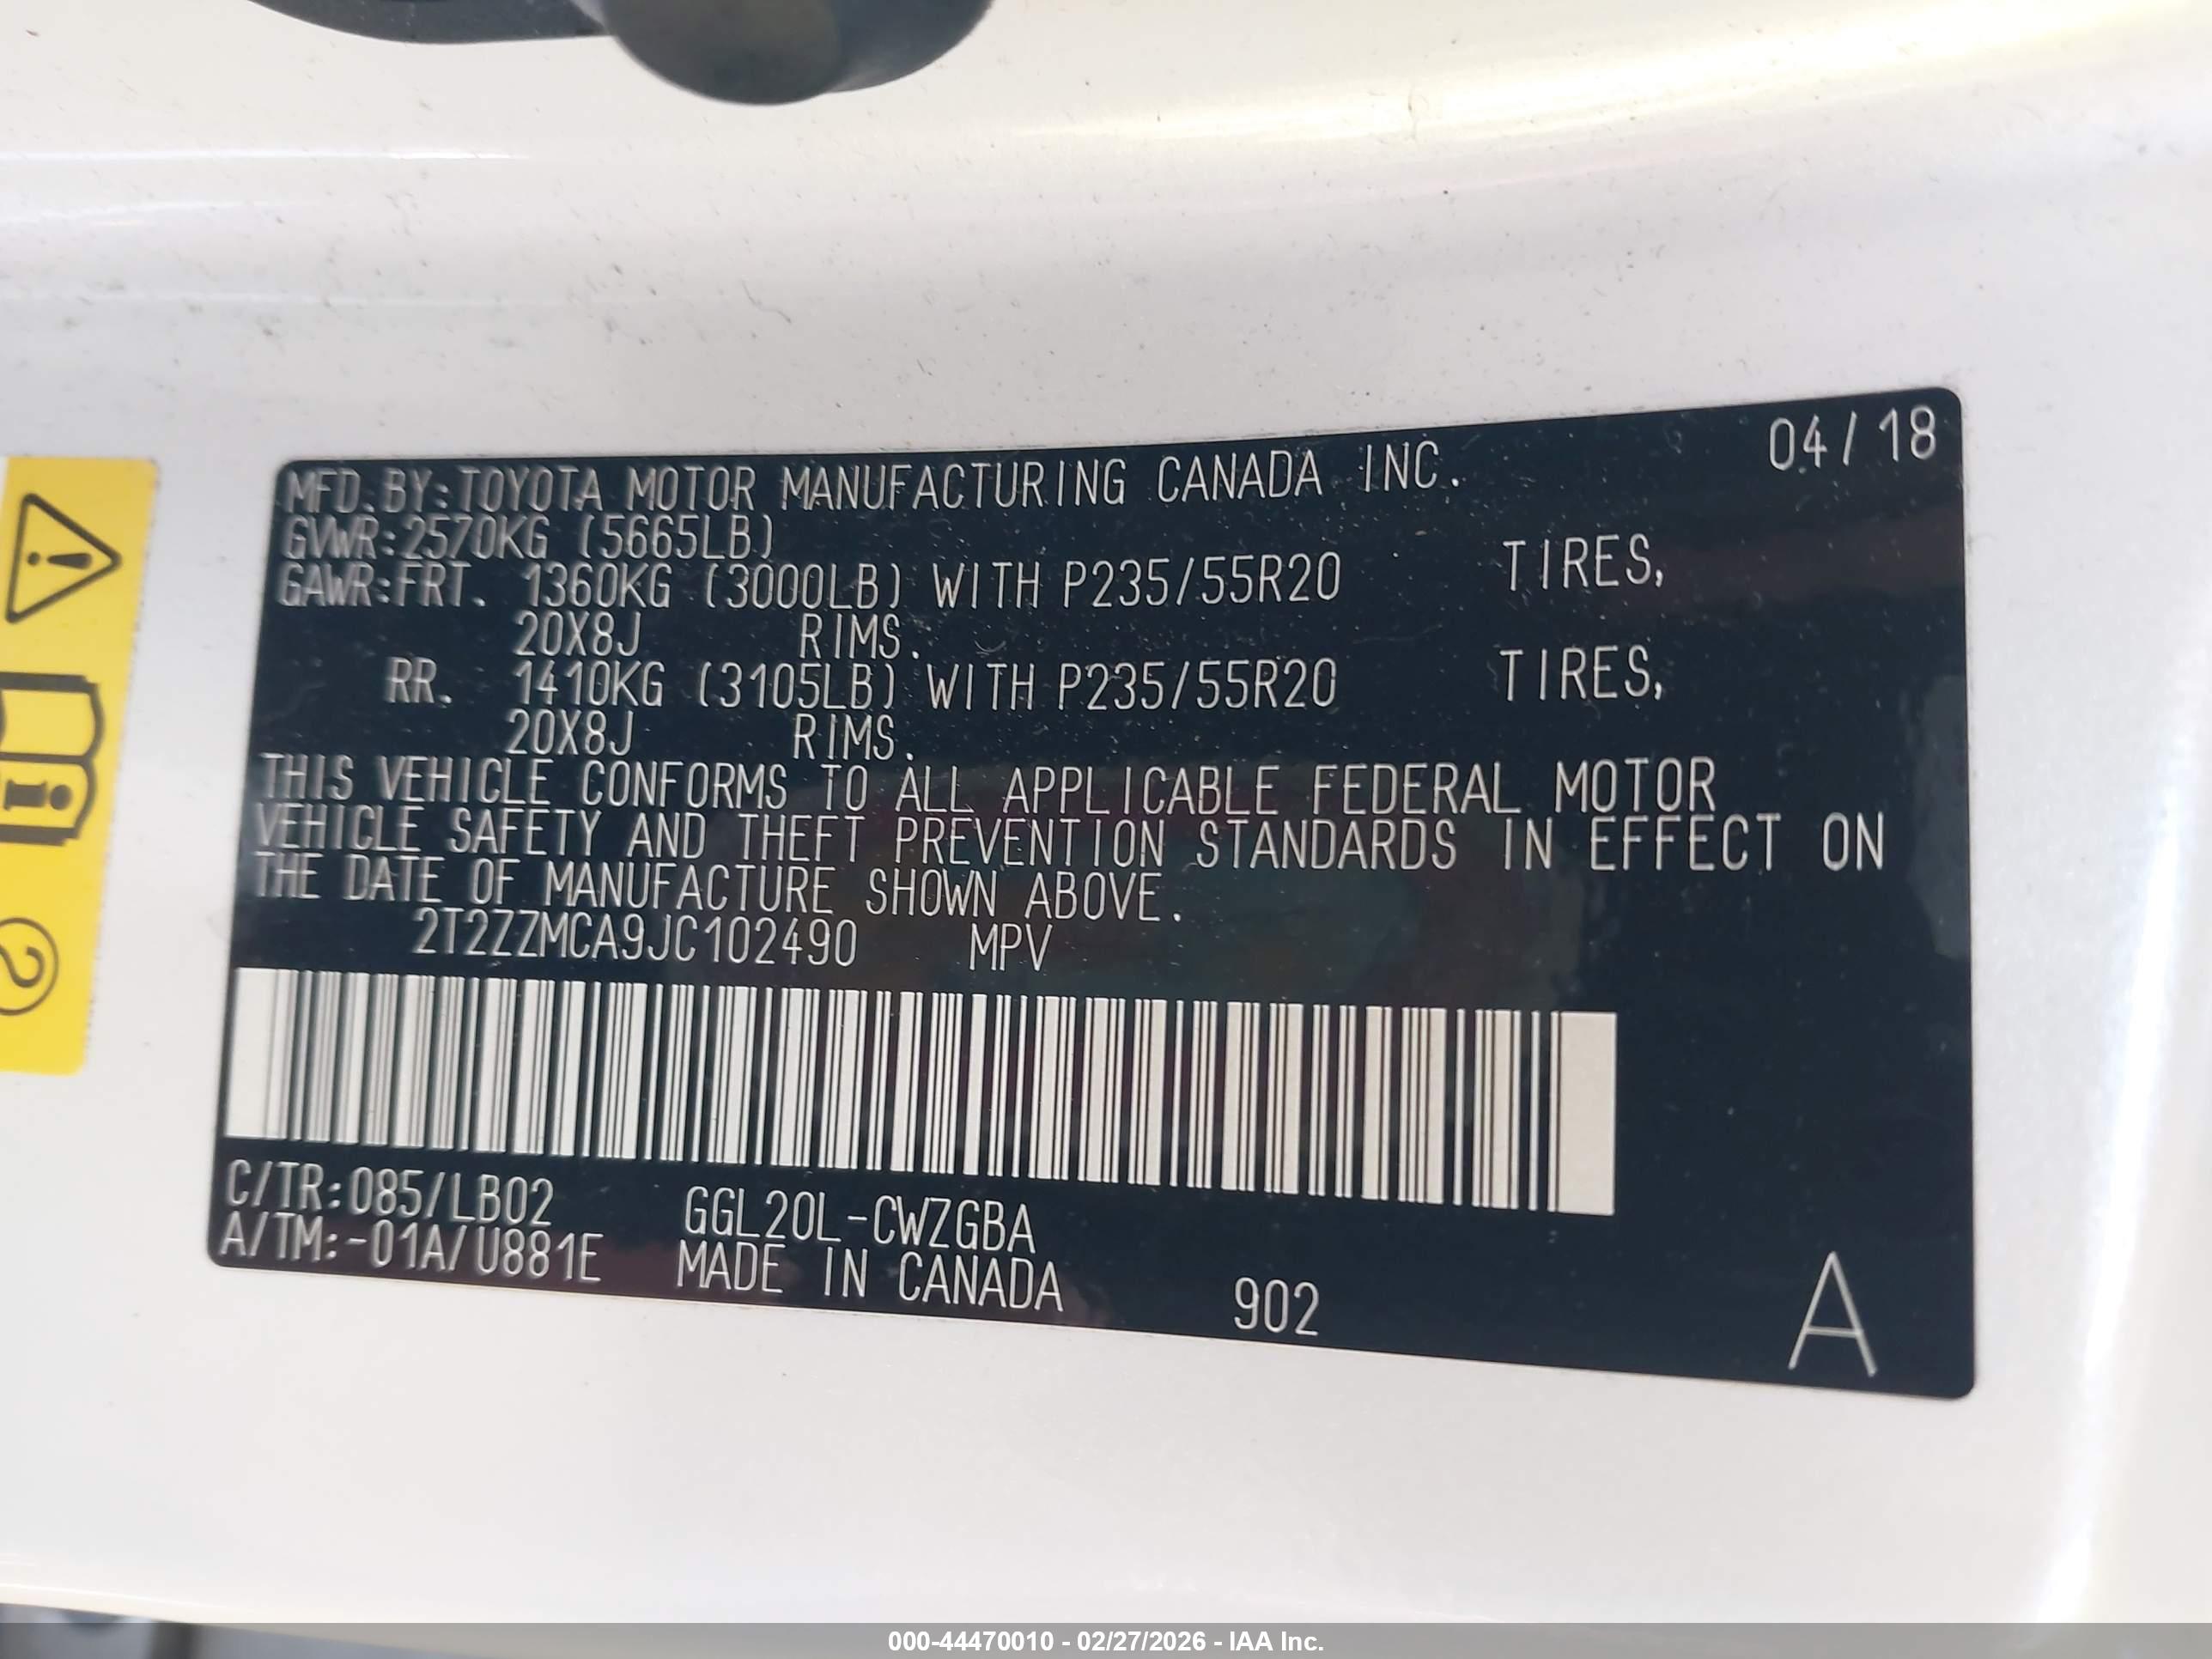 MFD.BY:TOYOTA MOTOR MANUFACTURING CANADA INC. 04/18
GVWR:2570KG (5665LB)
GAWR:FRT. 1360KG (3000LB) WITH P235/55R20 TIRES,
20X8J RIMS.
RR. 1410KG (3105LB) WITH P235/55R20 TIRES,
20X8J RIMS.
THIS VEHICLE CONFORMS TO ALL APPLICABLE FEDERAL MOTOR
VEHICLE SAFETY AND THEFT PREVENTION STANDARDS IN EFFECT ON
THE DATE OF MANUFACTURE SHOWN ABOVE.
2T2ZZMCA9JC102490 MPV
C/TR:085/LB02 GGL20L-CWZGBA
A/TM:-01A/U881E MADE IN CANADA 902 A
2
000-44470010 - 02/27/2026 - IAA Inc.